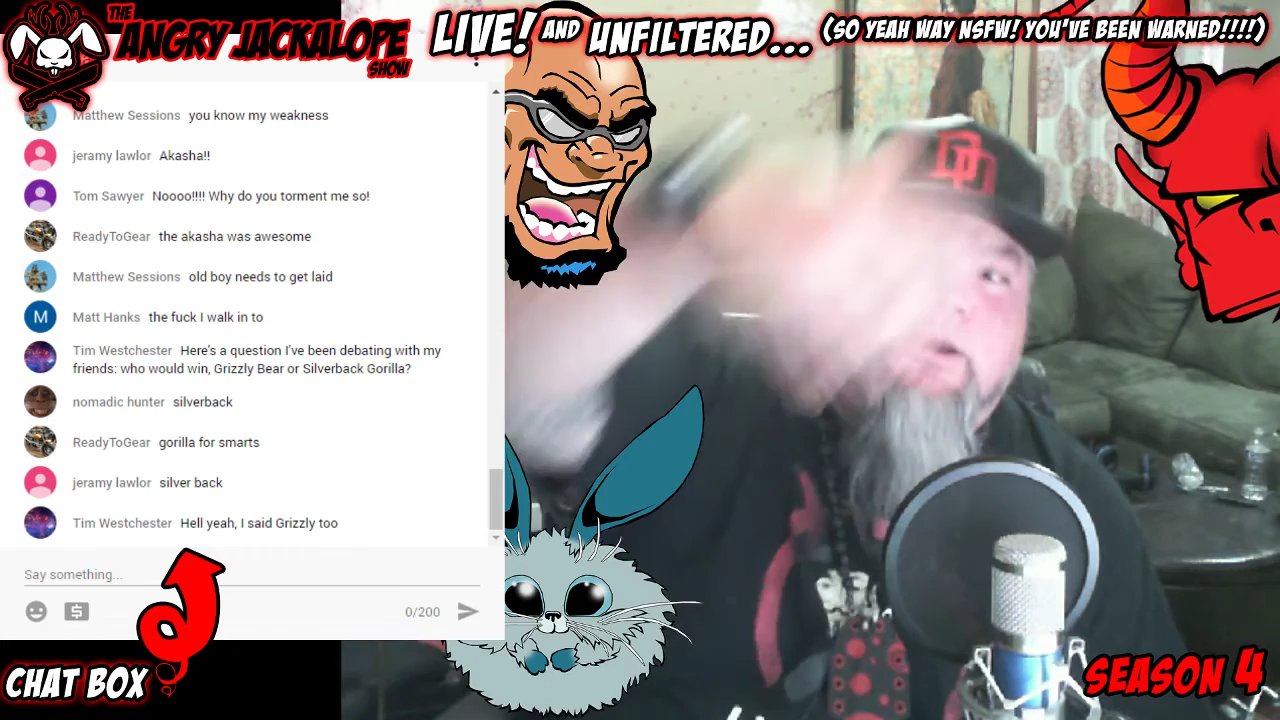 THE
ANGRY JACKALOPE
SHOW
LIVE! AND UNFILTERED... (SO YEAH WAY NSFW! YOU'VE BEEN WARNED!!!!)
Matthew Sessions you know my weakness
jeramy lawlor Akasha!!
Tom Sawyer Noooo!!!! Why do you torment me so!
ReadyToGear the akasha was awesome
Matthew Sessions old boy needs to get laid
M Matt Hanks the fuck I walk in to
Tim Westchester Here's a question I've been debating with my
friends: who would win, Grizzly Bear or Silverback Gorilla?
nomadic hunter silverback
ReadyToGear gorilla for smarts
jeramy lawlor silver back
Tim Westchester Hell yeah, I said Grizzly too
Say something...
0/200
CHAT BOX
SEASON 4